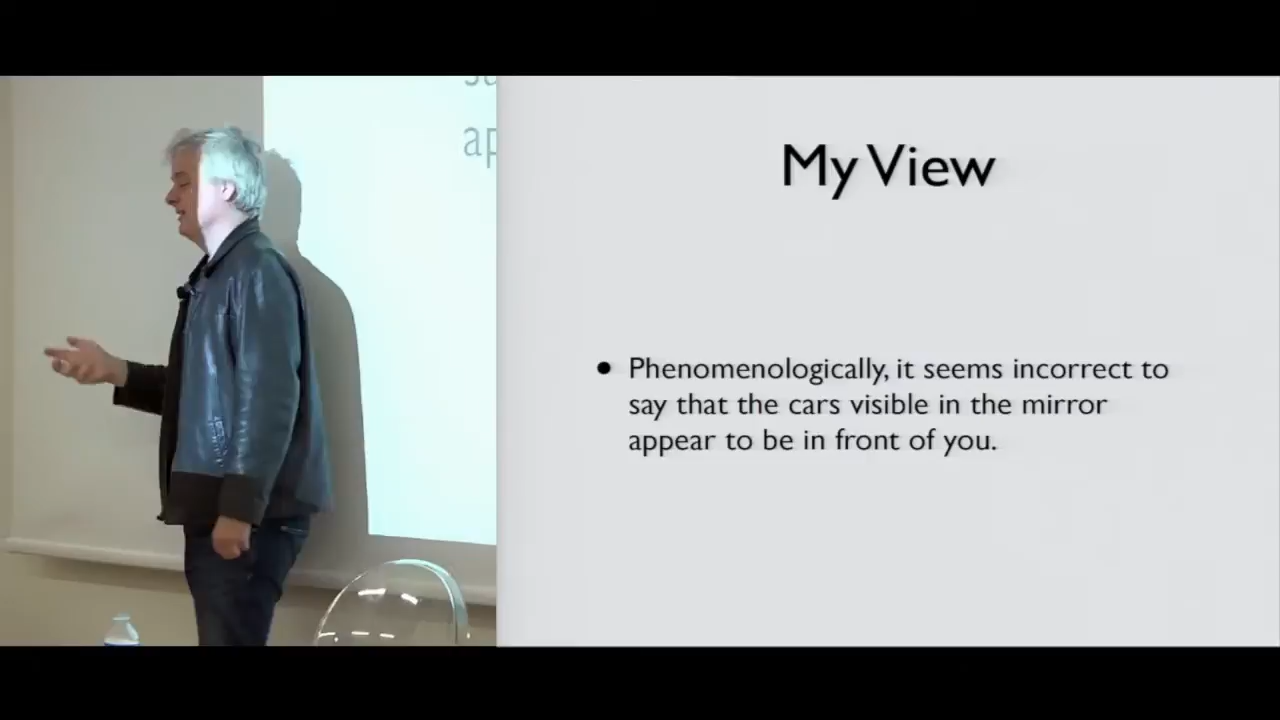 My View
• Phenomenologically, it seems incorrect to
say that the cars visible in the mirror
appear to be in front of you.